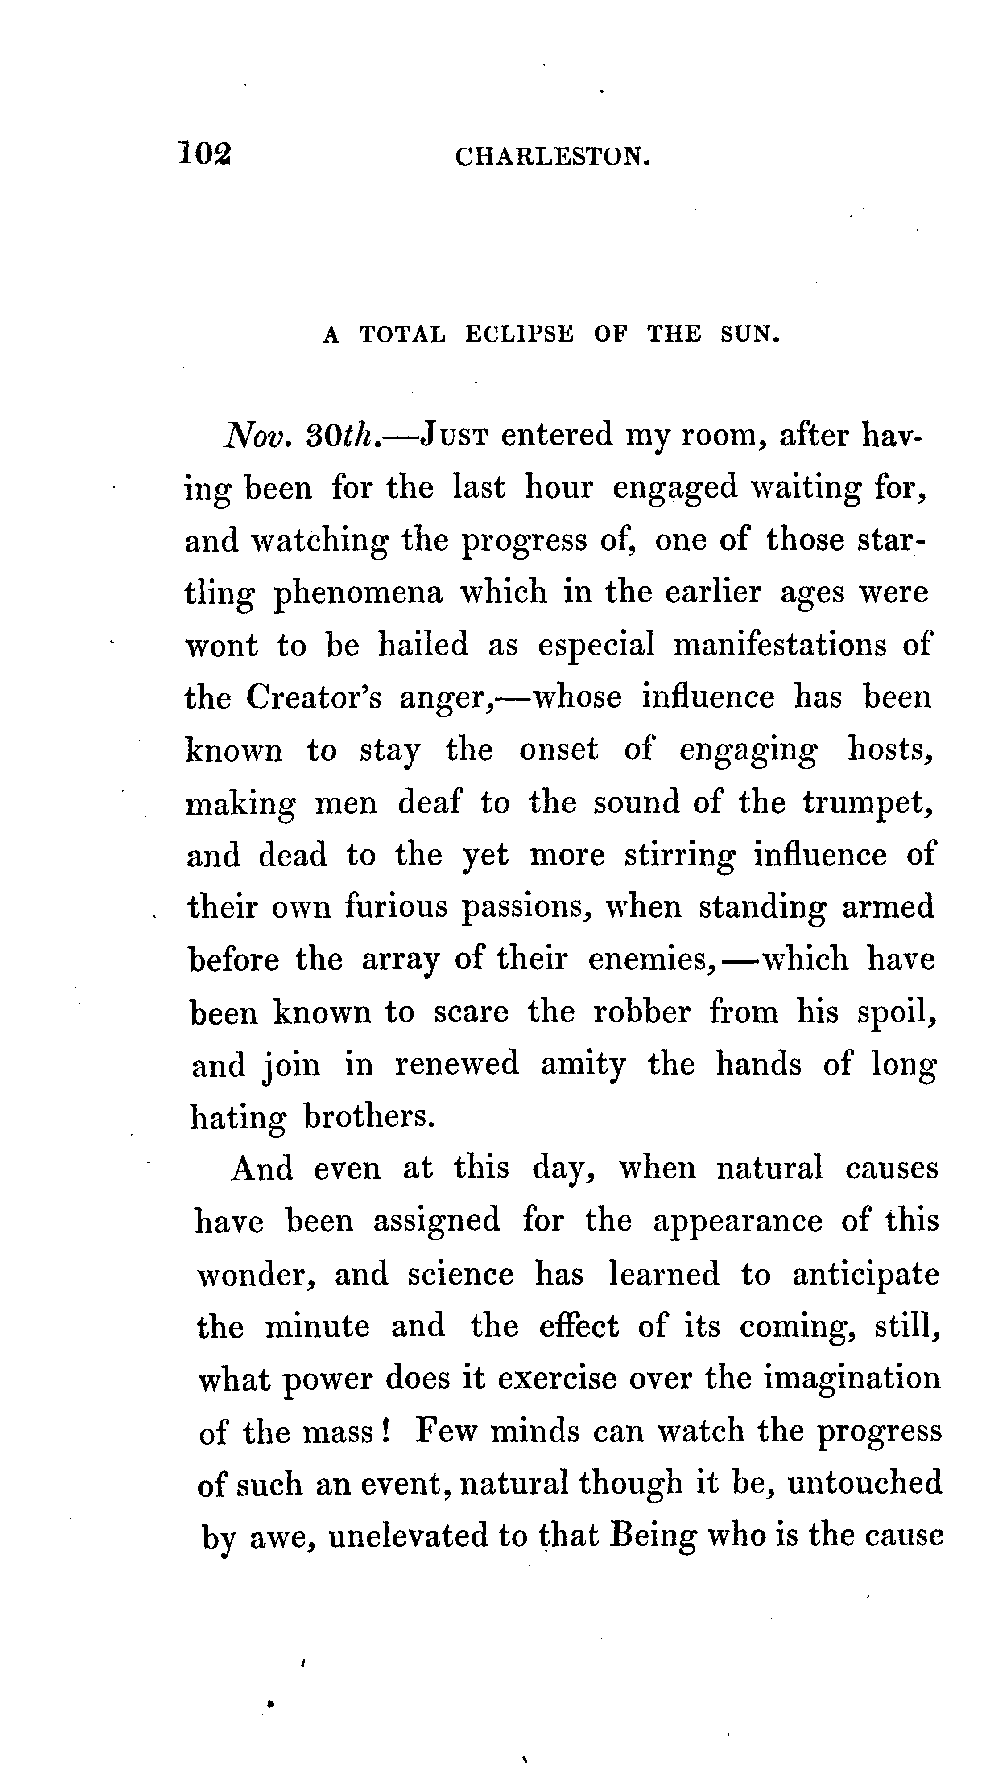 102 CHARLESTON.
A TOTAL ECLIPSE OF THE SUN.
Nov. 30th.—JUST entered my room, after hav-
ing been for the last hour engaged waiting for,
and watching the progress of, one of those star-
tling phenomena which in the earlier ages were
wont to be hailed as especial manifestations of
the Creator's anger,—whose influence has been
known to stay the onset of engaging hosts,
making men deaf to the sound of the trumpet,
and dead to the yet more stirring influence of
their own furious passions, when standing armed
before the array of their enemies,—which have
been known to scare the robber from his spoil,
and join in renewed amity the hands of long
hating brothers.
And even at this day, when natural causes
have been assigned for the appearance of this
wonder, and science has learned to anticipate
the minute and the effect of its coming, still,
what power does it exercise over the imagination
of the mass! Few minds can watch the progress
of such an event, natural though it be, untouched
by awe, unelevated to that Being who is the cause